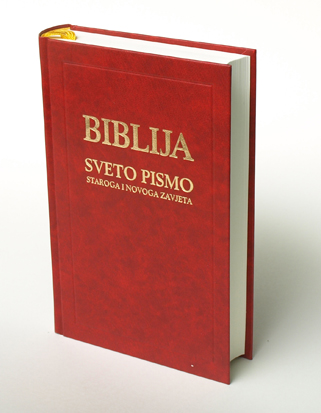 BIBLIJA
SVETO PISMO
STAROGA I NOVOGA ZAVJETA